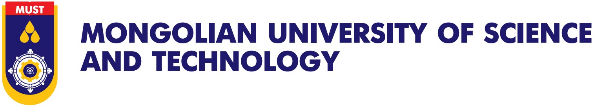 MUST
MONGOLIAN UNIVERSITY OF SCIENCE
AND TECHNOLOGY